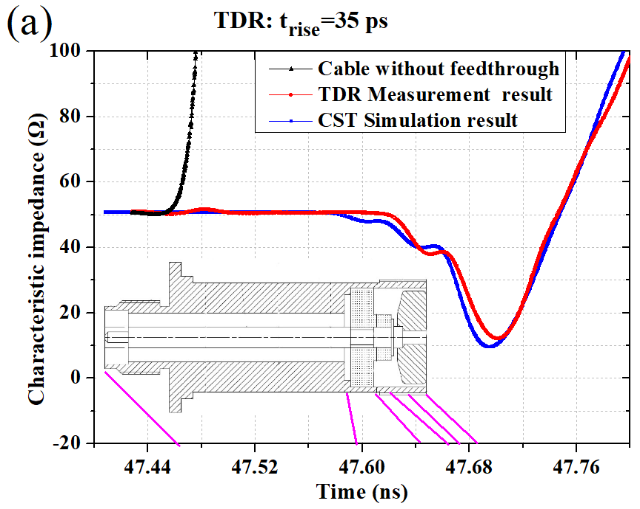 (a)
TDR: trise=35 ps
Cable without feedthrough
TDR Measurement result
CST Simulation result
Characteristic impedance (Ω)
100
80
60
40
20
0
-20
47.44 47.52 47.60 47.68 47.76
Time (ns)